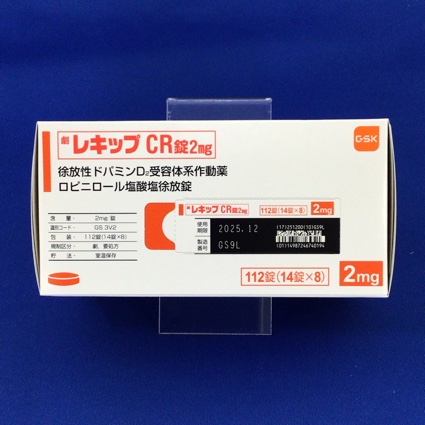 劇 レキップ CR錠2mg
GSK
徐放性ドパミンD₂受容体系作動薬
ロピニロール塩酸塩徐放錠
含量: 2mg 錠
識別コード: GS 3V2
包装: 112錠(14錠×8)
規制区分: 劇、要処方
貯法: 室温保存
劇 レキップ CR錠2mg
112錠(14錠×8) 2mg
使用期限 2025.12
製造番号 GS9L
(17)251200(10)GS9L
112錠(14錠×8) 2mg